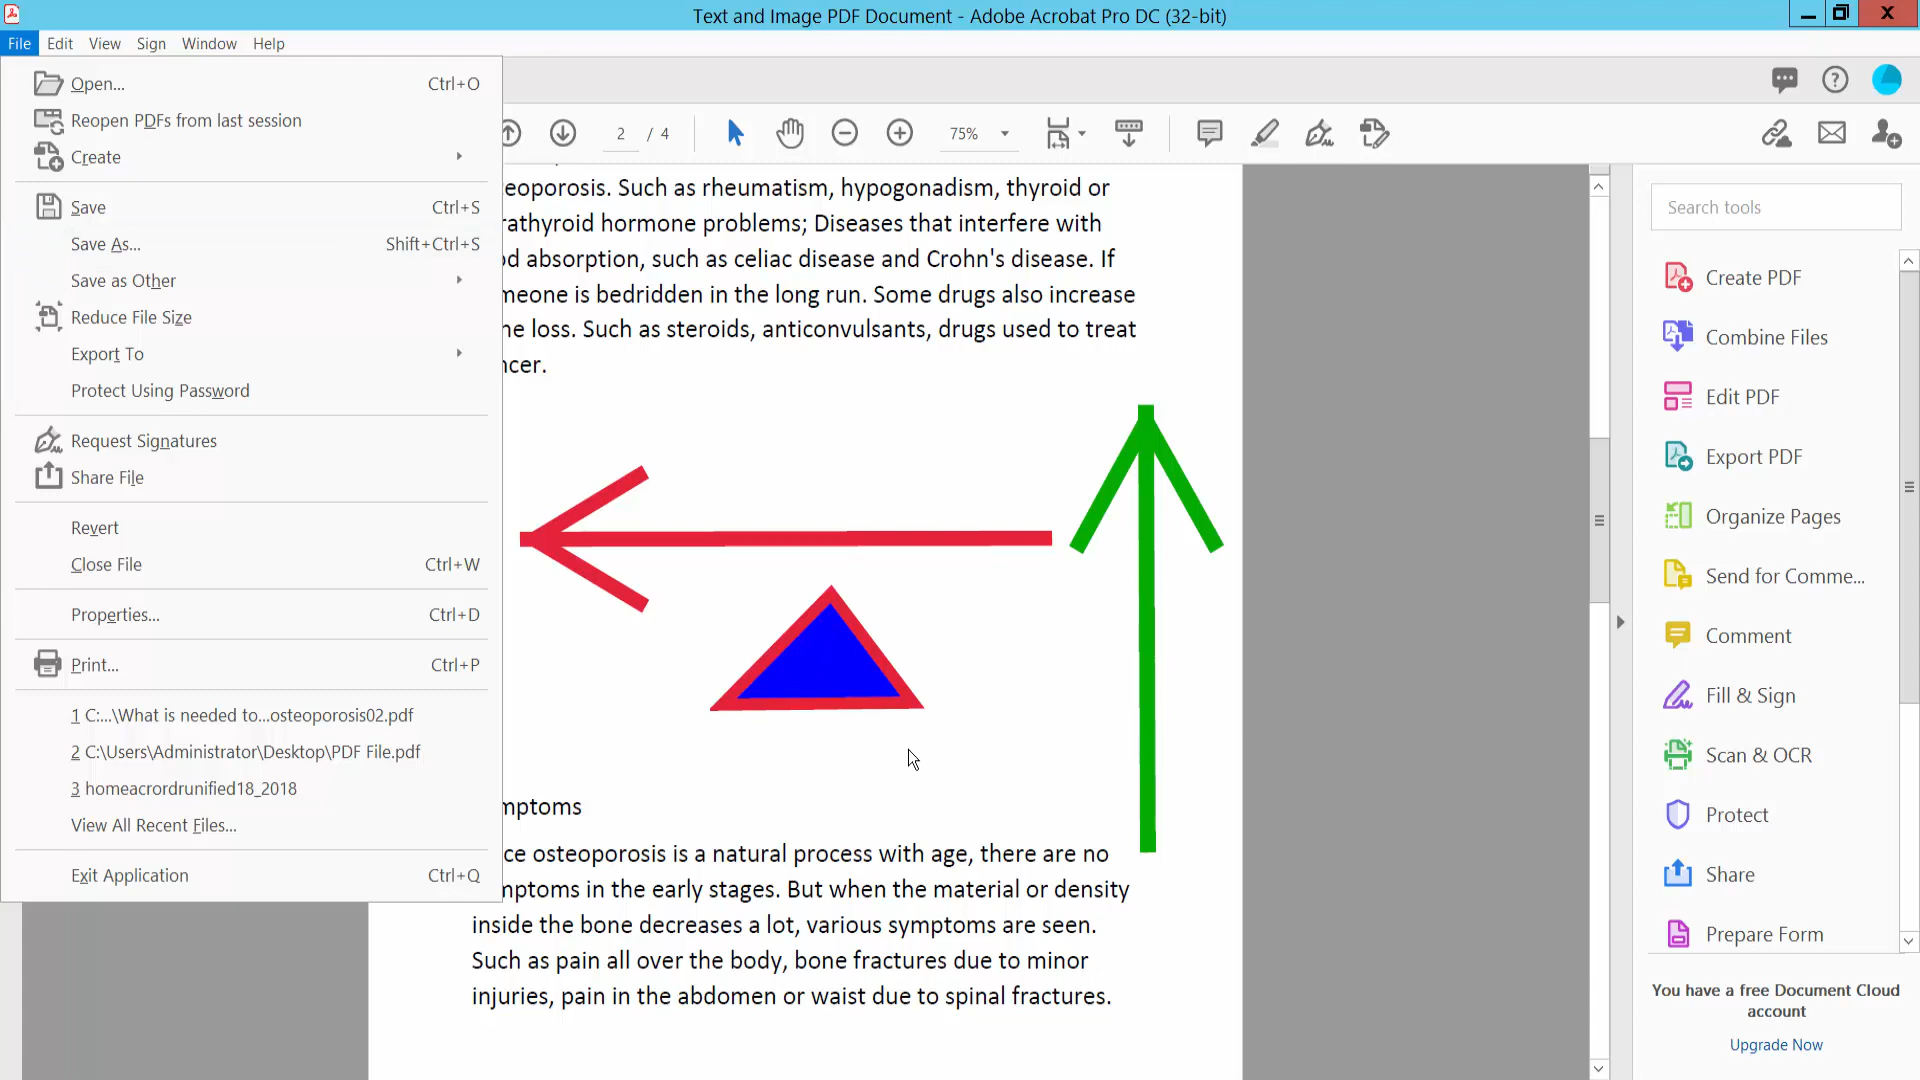 Text and Image PDF Document - Adobe Acrobat Pro DC (32-bit)
File Edit View Sign Window Help
Open... Ctrl+O
Reopen PDFs from last session
Create
Save Ctrl+S
Save As... Shift+Ctrl+S
Save as Other
Reduce File Size
Export To
Protect Using Password
Request Signatures
Share File
Revert
Close File Ctrl+W
Properties... Ctrl+D
Print... Ctrl+P
1 C:...\What is needed to...osteoporosis02.pdf
2 C:\Users\Administrator\Desktop\PDF File.pdf
3 homeacrordrunified18_2018
View All Recent Files...
Exit Application Ctrl+Q
2 / 4 75%
eoporosis. Such as rheumatism, hypogonadism, thyroid or
rathyroid hormone problems; Diseases that interfere with
od absorption, such as celiac disease and Crohn's disease. If
meone is bedridden in the long run. Some drugs also increase
ne loss. Such as steroids, anticonvulsants, drugs used to treat
ncer.
mptoms
ce osteoporosis is a natural process with age, there are no
mptoms in the early stages. But when the material or density
inside the bone decreases a lot, various symptoms are seen.
Such as pain all over the body, bone fractures due to minor
injuries, pain in the abdomen or waist due to spinal fractures.
Search tools
Create PDF
Combine Files
Edit PDF
Export PDF
Organize Pages
Send for Comme...
Comment
Fill & Sign
Scan & OCR
Protect
Share
Prepare Form
You have a free Document Cloud
account
Upgrade Now